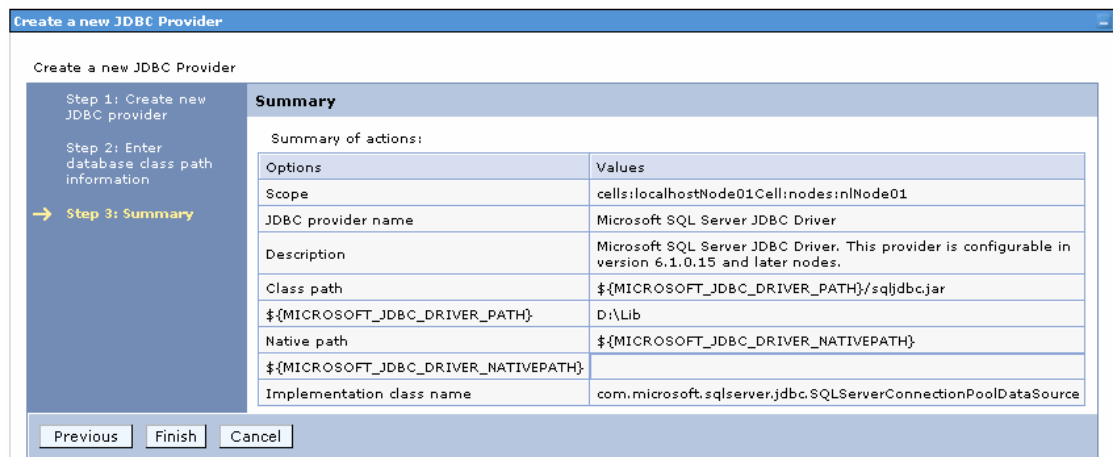 Create a new JDBC Provider
Create a new JDBC Provider
Step 1: Create new
JDBC provider
Step 2: Enter
database class path
information
Step 3: Summary
Summary
Summary of actions:
Options Values
Scope cells:localhostNode01Cell:nodes:nlNode01
JDBC provider name Microsoft SQL Server JDBC Driver
Description Microsoft SQL Server JDBC Driver. This provider is configurable in
version 6.1.0.15 and later nodes.
Class path ${MICROSOFT_JDBC_DRIVER_PATH}/sqljdbc.jar
${MICROSOFT_JDBC_DRIVER_PATH} D:\Lib
Native path ${MICROSOFT_JDBC_DRIVER_NATIVEPATH}
${MICROSOFT_JDBC_DRIVER_NATIVEPATH}
Implementation class name com.microsoft.sqlserver.jdbc.SQLServerConnectionPoolDataSource
Previous Finish Cancel